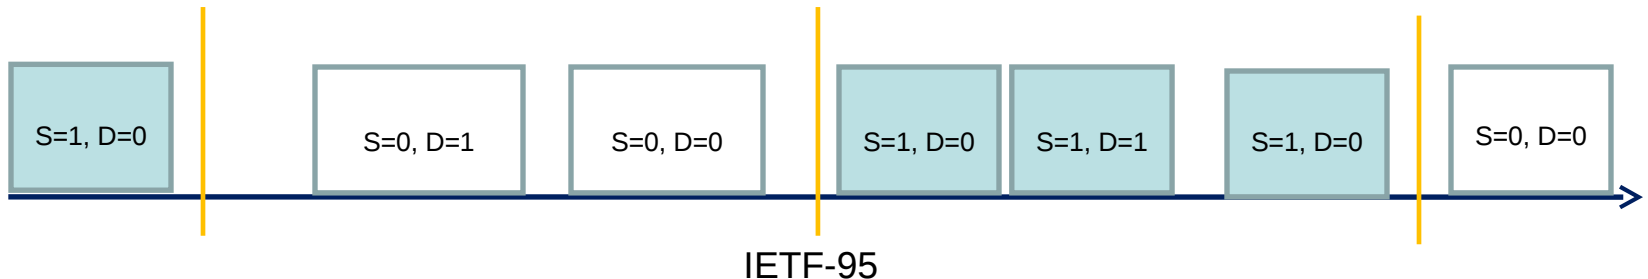 S=1, D=0
S=0, D=1
S=0, D=0
S=1, D=0
S=1, D=1
S=1, D=0
S=0, D=0
IETF-95